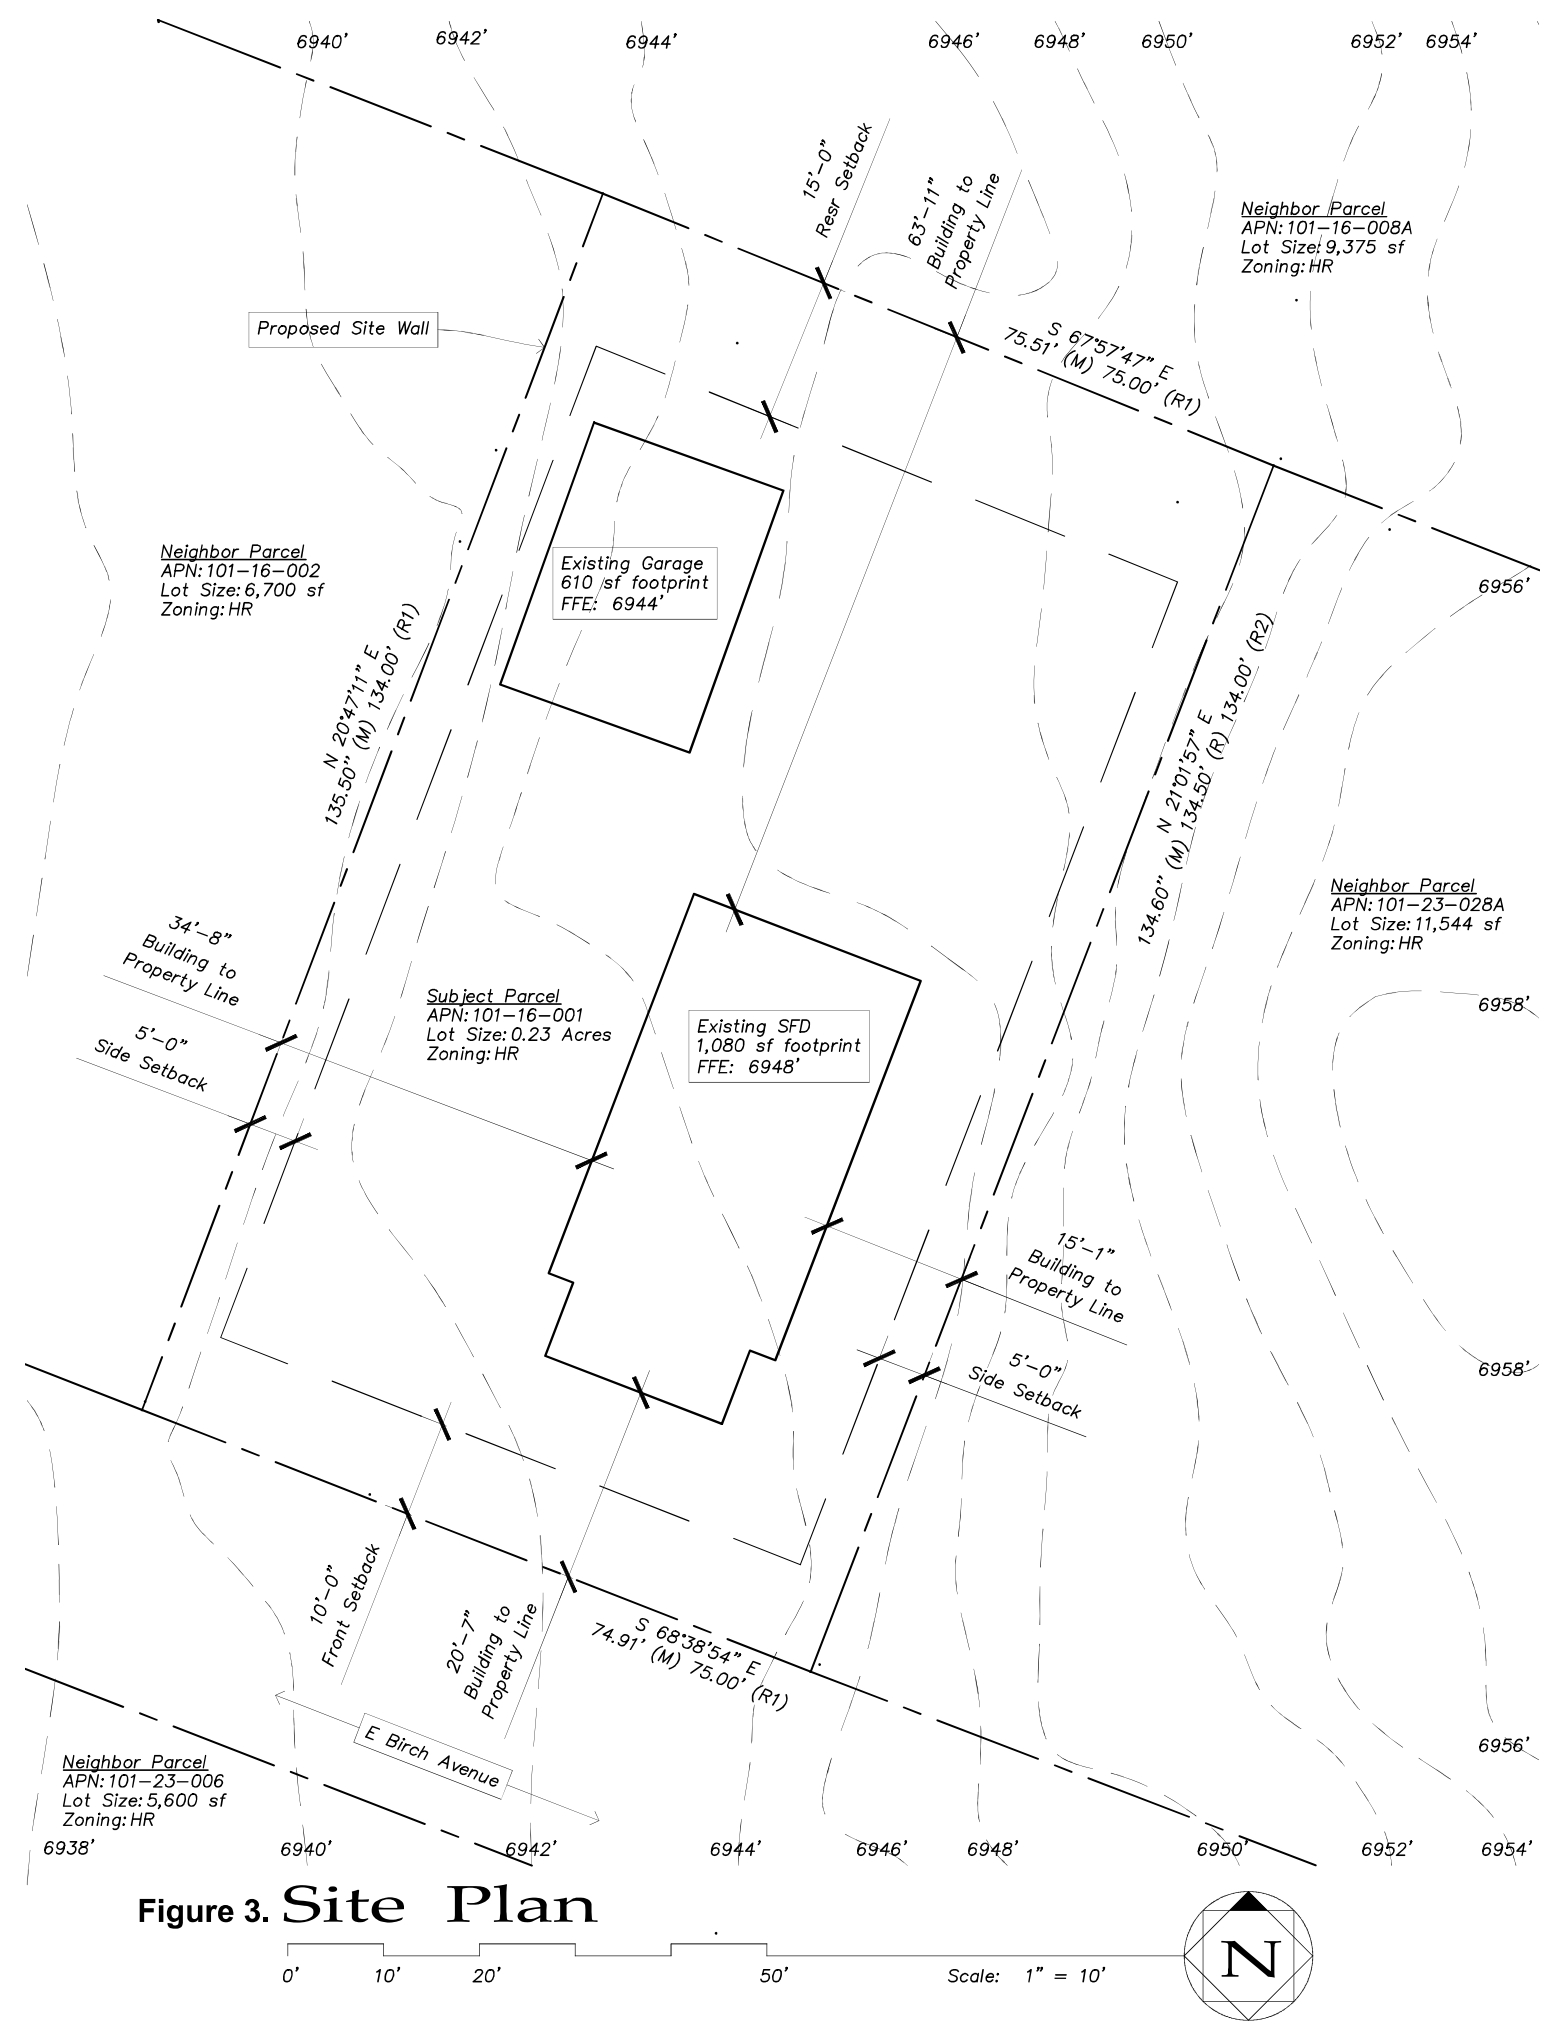 6940’
6942’
6944’
6946’
6948’
6950’
6952’
6954’
15’–0”
Resr Setback
63’–11”
Building to
Property Line
Neighbor Parcel
APN: 101–16–008A
Lot Size: 9,375 sf
Zoning: HR
Proposed Site Wall
S 67°57’47” E
75.51’ (M) 75.00’ (R1)
Neighbor Parcel
APN: 101–16–002
Lot Size: 6,700 sf
Zoning: HR
Existing Garage
610 sf footprint
FFE: 6944’
6956’
N 20°47’11” E
135.50” (M) 134.00’ (R1)
N 21°01’57” E
134.60” (M) 134.50’ (R) 134.00’ (R2)
Neighbor Parcel
APN: 101–23–028A
Lot Size: 11,544 sf
Zoning: HR
34’–8”
Building to
Property Line
5’–0”
Side Setback
Subject Parcel
APN: 101–16–001
Lot Size: 0.23 Acres
Zoning: HR
Existing SFD
1,080 sf footprint
FFE: 6948’
6958’
15’–1”
Building to
Property Line
5’–0”
Side Setback
6958’
10’–0”
Front Setback
20’–7”
Building to
Property Line
S 68°38’54” E
74.91’ (M) 75.00’ (R1)
E Birch Avenue
6956’
Neighbor Parcel
APN: 101–23–006
Lot Size: 5,600 sf
Zoning: HR
6938’
6940’
6942’
6944’
6946’
6948’
6950’
6952’
6954’
Figure 3. Site Plan
0’
10’
20’
50’
Scale: 1” = 10’
N